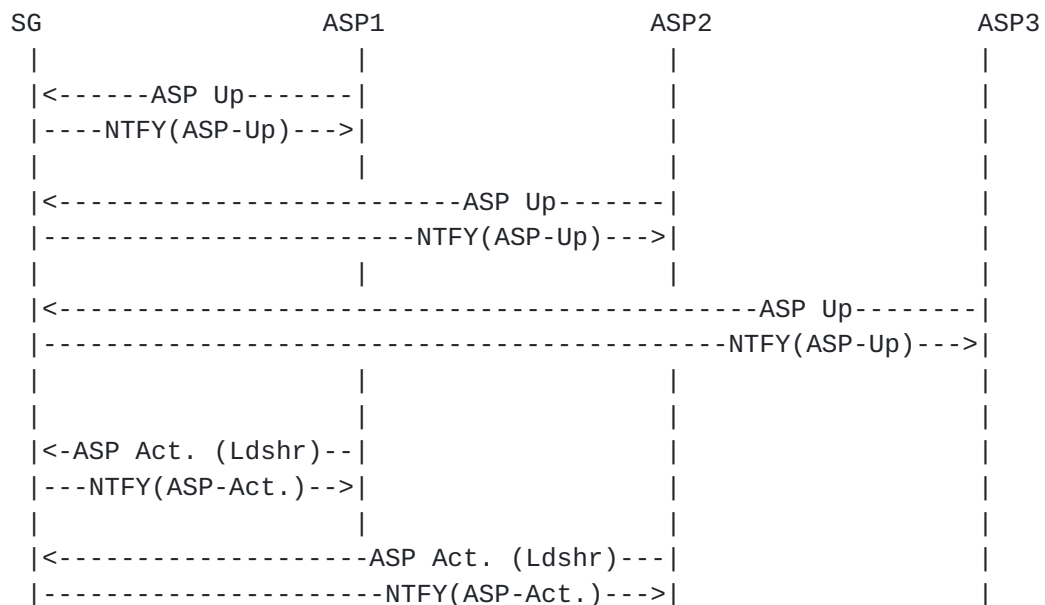 SG                  ASP1                  ASP2                  ASP3
 |                    |                   |                   |
 |<------ASP Up-------|                   |                   |
 |----NTFY(ASP-Up)--->|                   |                   |
 |                    |                   |                   |
 |<--------------------------ASP Up-------|                   |
 |------------------------NTFY(ASP-Up)--->|                   |
 |                    |                   |                   |
 |<---------------------------------------------ASP Up--------|
 |-------------------------------------------NTFY(ASP-Up)--->|
 |                    |                   |                   |
 |                    |                   |                   |
 |<-ASP Act. (Ldshr)--|                   |                   |
 |---NTFY(ASP-Act.)-->|                   |                   |
 |                    |                   |                   |
 |<--------------------ASP Act. (Ldshr)---|                   |
 |----------------------NTFY(ASP-Act.)--->|                   |